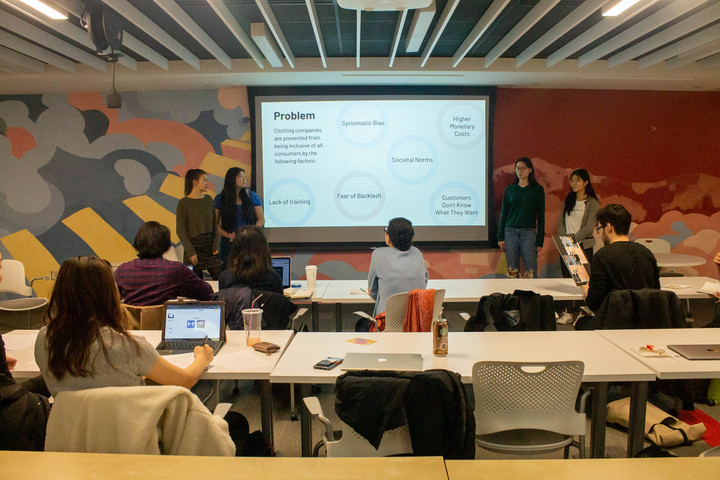 Problem
Clothing companies
are prevented from
being inclusive of all
consumers by the
following factors:
Systematic Bias
Higher
Monetary
Costs
Societal Norms
Lack of training
Fear of Backlash
Customers
Don't Know
What They Want